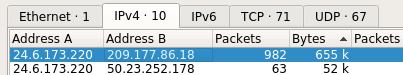 Ethernet · 1 IPv4 · 10 IPv6 TCP · 71 UDP · 67
Address A Address B Packets Bytes Packets
24.6.173.220 209.177.86.18 982 655 k
24.6.173.220 50.23.252.178 63 52 k